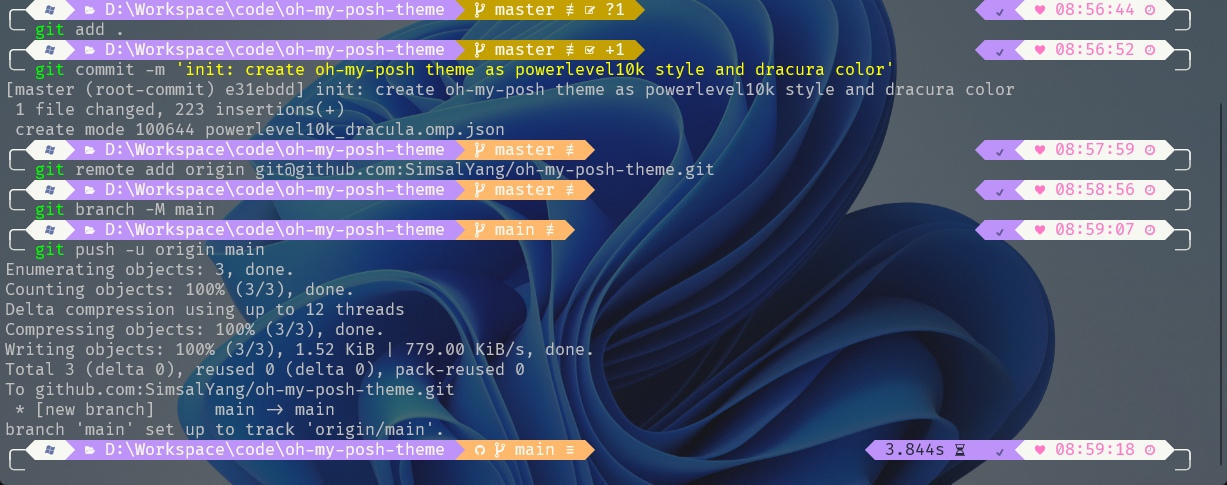 D:\Workspace\code\oh-my-posh-theme master ≢ ?1 ✓ ♥ 08:56:44
git add .
D:\Workspace\code\oh-my-posh-theme master ≢ +1 ✓ ♥ 08:56:52
git commit -m 'init: create oh-my-posh theme as powerlevel10k style and dracura color'
[master (root-commit) e31ebdd] init: create oh-my-posh theme as powerlevel10k style and dracura color
1 file changed, 223 insertions(+)
create mode 100644 powerlevel10k_dracula.omp.json
D:\Workspace\code\oh-my-posh-theme master ≢ ✓ ♥ 08:57:59
git remote add origin git@github.com:SimsalYang/oh-my-posh-theme.git
D:\Workspace\code\oh-my-posh-theme master ≢ ✓ ♥ 08:58:56
git branch -M main
D:\Workspace\code\oh-my-posh-theme main ≢ ✓ ♥ 08:59:07
git push -u origin main
Enumerating objects: 3, done.
Counting objects: 100% (3/3), done.
Delta compression using up to 12 threads
Compressing objects: 100% (3/3), done.
Writing objects: 100% (3/3), 1.52 KiB | 779.00 KiB/s, done.
Total 3 (delta 0), reused 0 (delta 0), pack-reused 0
To github.com:SimsalYang/oh-my-posh-theme.git
* [new branch] main -> main
branch 'main' set up to track 'origin/main'.
D:\Workspace\code\oh-my-posh-theme main ≡ 3.844s ✓ ♥ 08:59:18